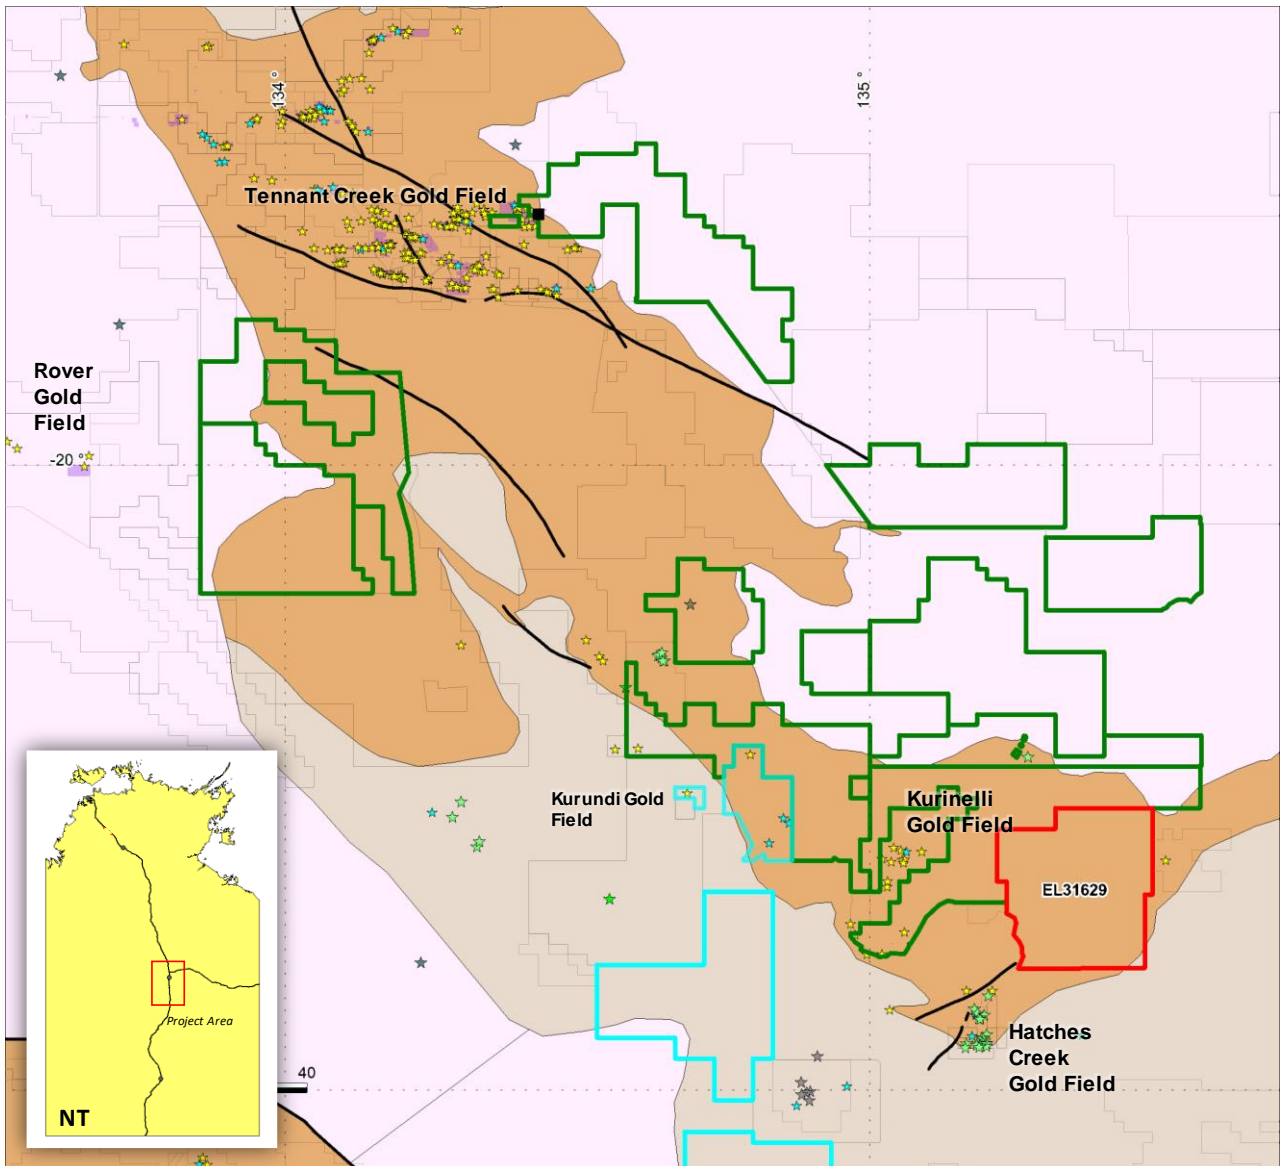 134 °
135 °
Tennant Creek Gold Field
Rover
Gold
Field
-20 °
Kurundi Gold
Field
Kurinelli
Gold Field
EL31629
Project Area
NT
40
Hatches
Creek
Gold Field